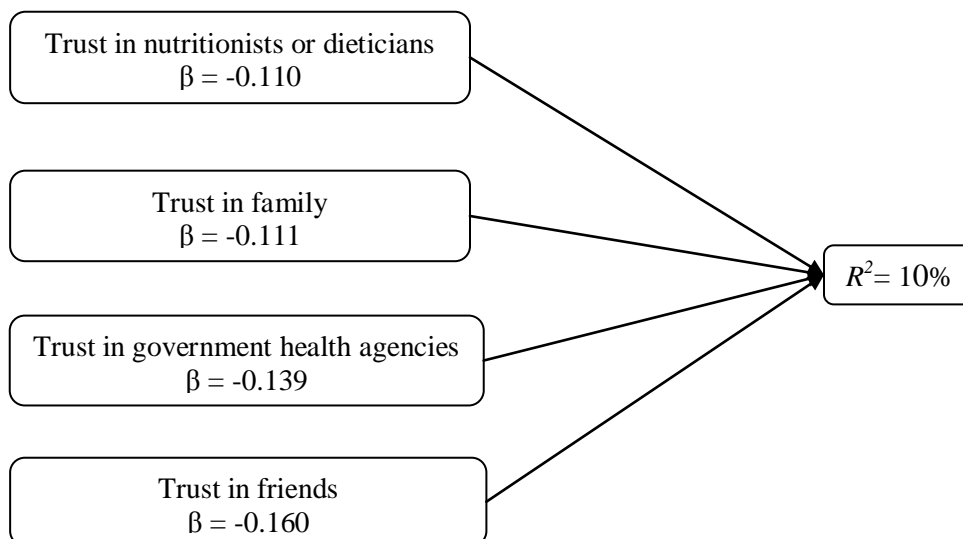 Trust in nutritionists or dieticians
β = -0.110
Trust in family
β = -0.111
R²= 10%
Trust in government health agencies
β = -0.139
Trust in friends
β = -0.160